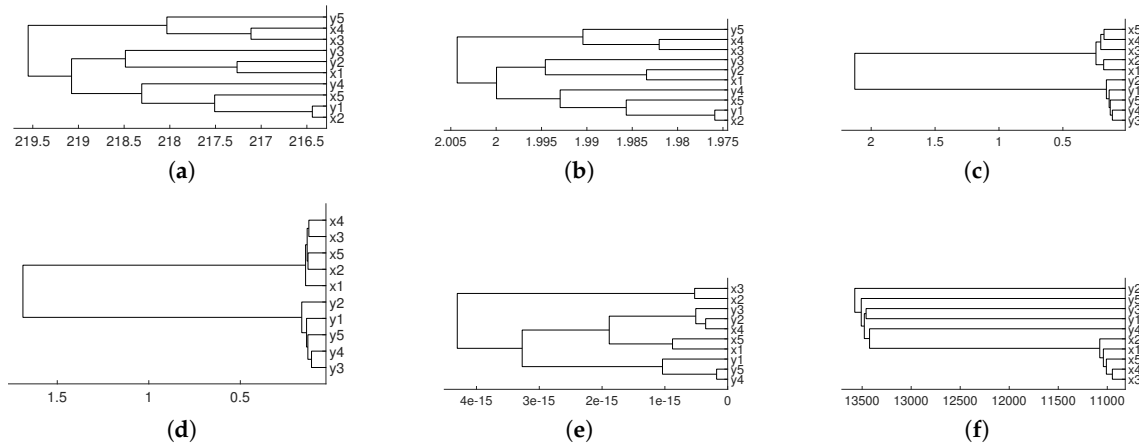 y5
x4
x3
y3
y2
x1
y4
x5
y1
x2
219.5 219 218.5 218 217.5 217 216.5
(a)
y5
x4
x3
y3
y2
x1
y4
x5
y1
x2
2.005 2 1.995 1.99 1.985 1.98 1.975
(b)
x5
x4
x3
x2
x1
y2
y1
y5
y4
y3
2 1.5 1 0.5
(c)
x4
x3
x5
x2
x1
y2
y1
y5
y4
y3
1.5 1 0.5
(d)
x3
x2
y3
y2
x4
x5
x1
y1
y5
y4
4e-15 3e-15 2e-15 1e-15 0
(e)
y2
y5
y3
y1
y4
x2
x1
x5
x4
x3
13500 13000 12500 12000 11500 11000
(f)